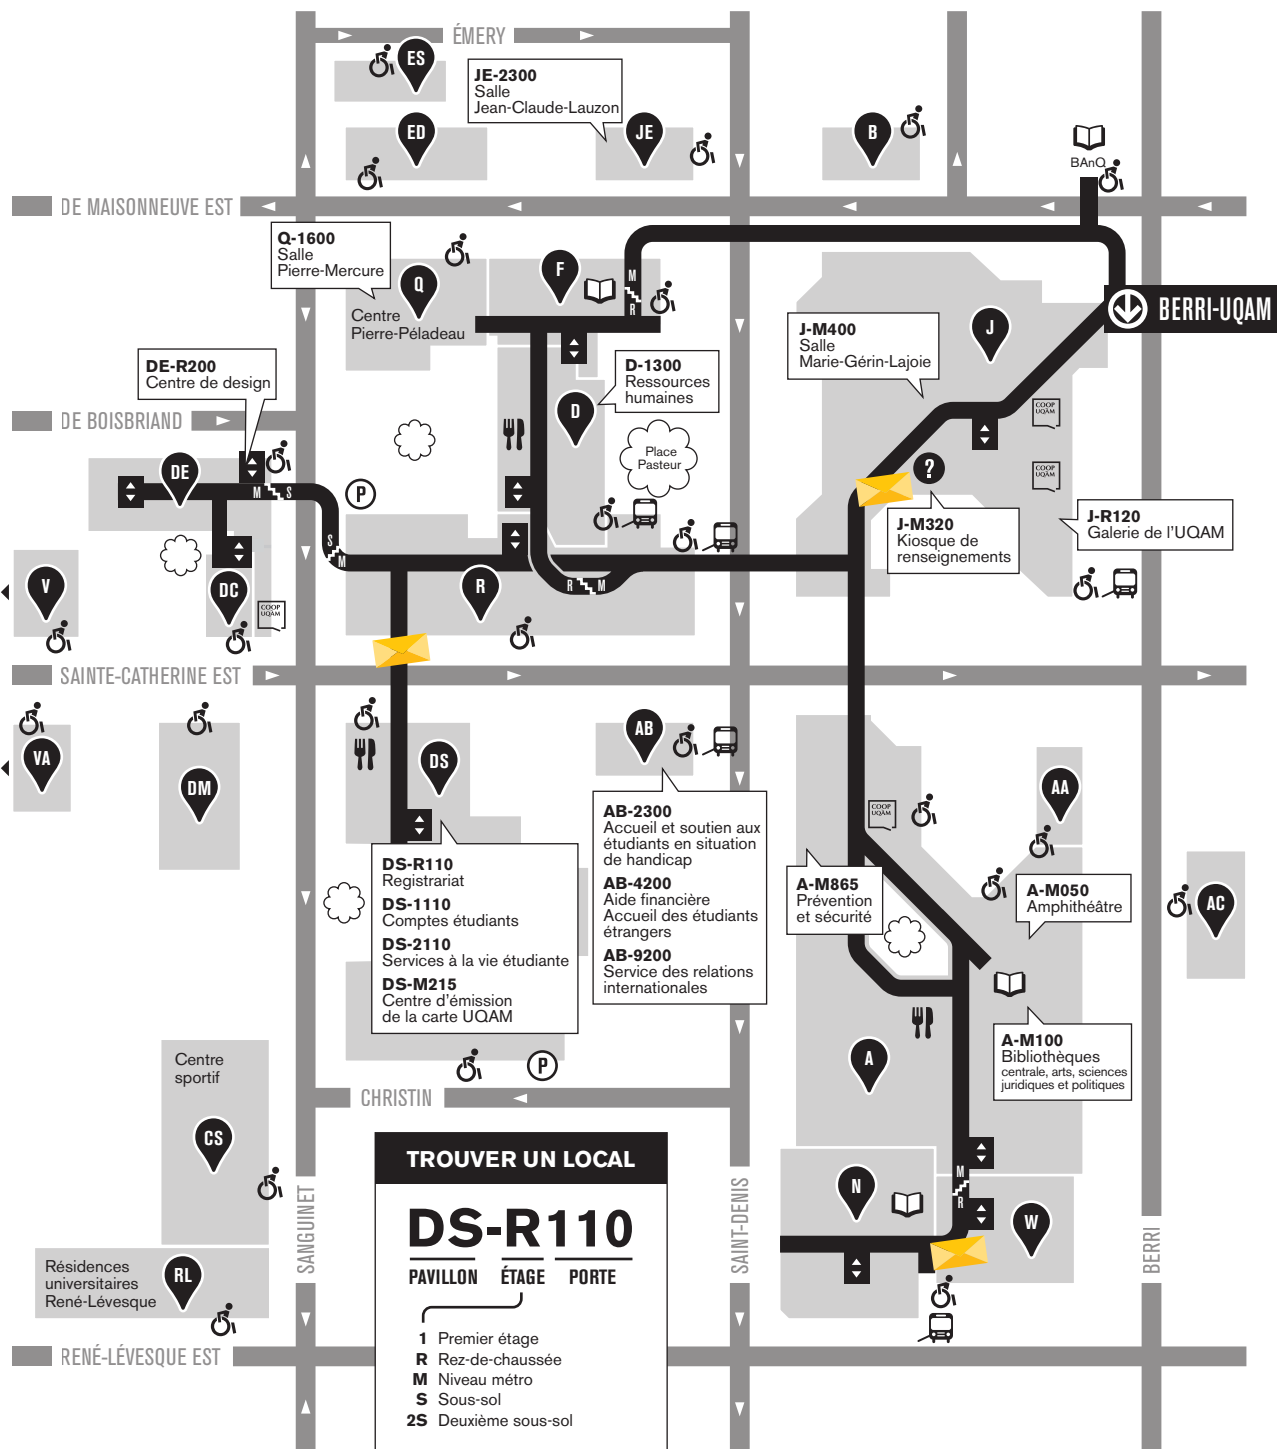 ÉMERY
ES
JE-2300
Salle
Jean-Claude-Lauzon
ED
JE
B
BAnQ
DE MAISONNEUVE EST
Q-1600
Salle
Pierre-Mercure
Q
F
M
R
Centre
Pierre-Péladeau
BERRI-UQAM
J
J-M400
Salle
Marie-Gérin-Lajoie
DE-R200
Centre de design
D-1300
Ressources
humaines
D
DE BOISBRIAND
COOP
UQÀM
Place
Pasteur
DE
M
S
P
?
COOP
UQÀM
J-M320
Kiosque de
renseignements
J-R120
Galerie de l'UQAM
S
M
V
DC
COOP
UQÀM
R
R
M
SAINTE-CATHERINE EST
VA
DM
DS
AB
AA
COOP
UQÀM
AB-2300
Accueil et soutien aux
étudiants en situation
de handicap
AB-4200
Aide financière
Accueil des étudiants
étrangers
AB-9200
Service des relations
internationales
DS-R110
Registrariat
DS-1110
Comptes étudiants
DS-2110
Services à la vie étudiante
DS-M215
Centre d'émission
de la carte UQAM
A-M865
Prévention
et sécurité
A-M050
Amphithéâtre
AC
A-M100
Bibliothèques
centrale, arts, sciences
juridiques et politiques
A
P
Centre
sportif
CS
CHRISTIN
TROUVER UN LOCAL
DS-R110
PAVILLON ÉTAGE PORTE
1 Premier étage
R Rez-de-chaussée
M Niveau métro
S Sous-sol
2S Deuxième sous-sol
M
R
N
W
SANGUINET
SAINT-DENIS
BERRI
Résidences
universitaires
René-Lévesque
RL
RENÉ-LÉVESQUE EST